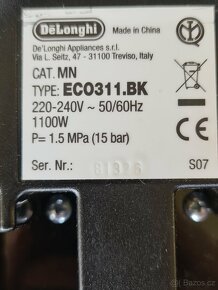 DeLonghi
Made in China
De'Longhi Appliances s.r.l.
Via L. Seitz, 47 - 31100 Treviso, Italy
CAT. MN
TYPE: ECO311.BK
220-240V ~ 50/60Hz
1100W
P= 1.5 MPa (15 bar)
Ser. Nr.:
S07
CE
Bazoš.cz